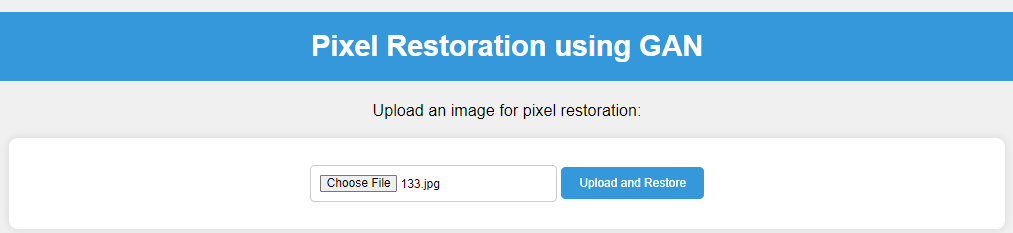 Pixel Restoration using GAN
Upload an image for pixel restoration:
Choose File 133.jpg Upload and Restore